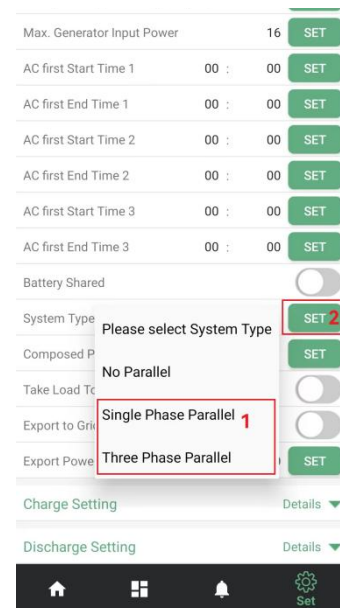 Max. Generator Input Power 16 SET
AC first Start Time 1 00 : 00 SET
AC first End Time 1 00 : 00 SET
AC first Start Time 2 00 : 00 SET
AC first End Time 2 00 : 00 SET
AC first Start Time 3 00 : 00 SET
AC first End Time 3 00 : 00 SET
Battery Shared
System Type SET 2
Please select System Type
Composed P SET
No Parallel
Take Load To
Single Phase Parallel 1
Export to Gri
Three Phase Parallel
Export Powe SET
Charge Setting Details
Discharge Setting Details
Set